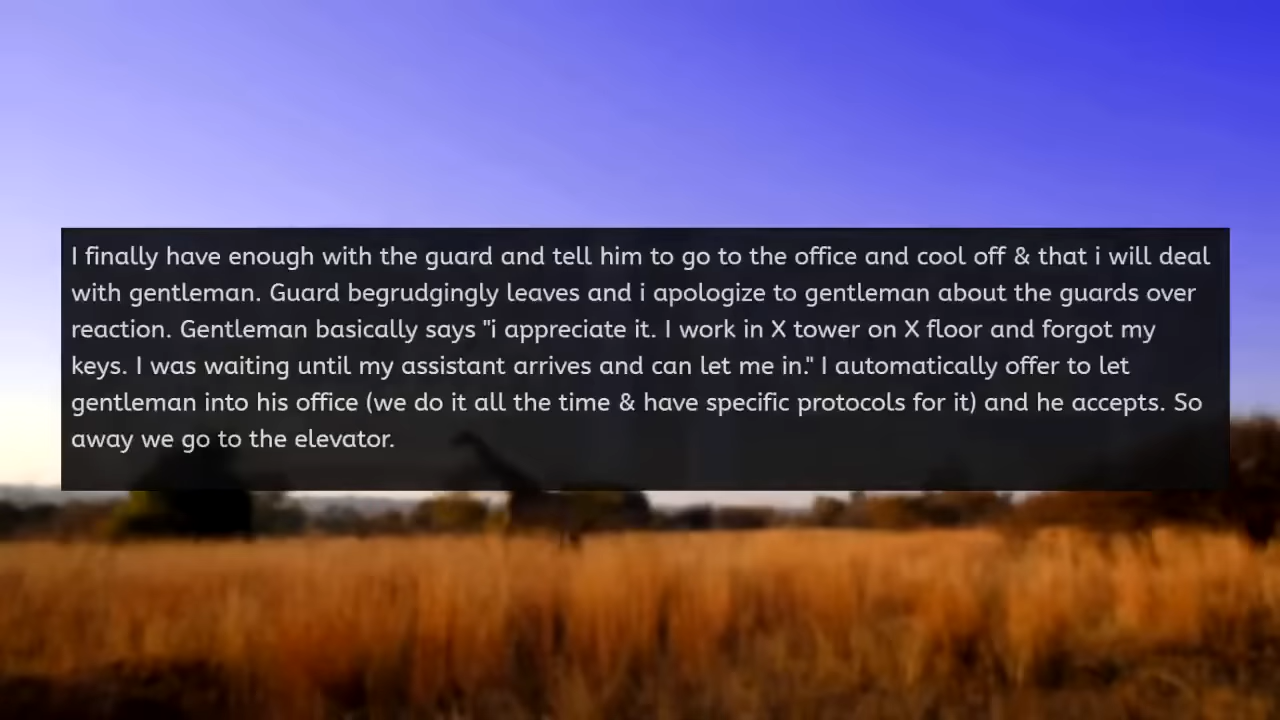 I finally have enough with the guard and tell him to go to the office and cool off & that i will deal
with gentleman. Guard begrudgingly leaves and i apologize to gentleman about the guards over
reaction. Gentleman basically says "i appreciate it. I work in X tower on X floor and forgot my
keys. I was waiting until my assistant arrives and can let me in." I automatically offer to let
gentleman into his office (we do it all the time & have specific protocols for it) and he accepts. So
away we go to the elevator.